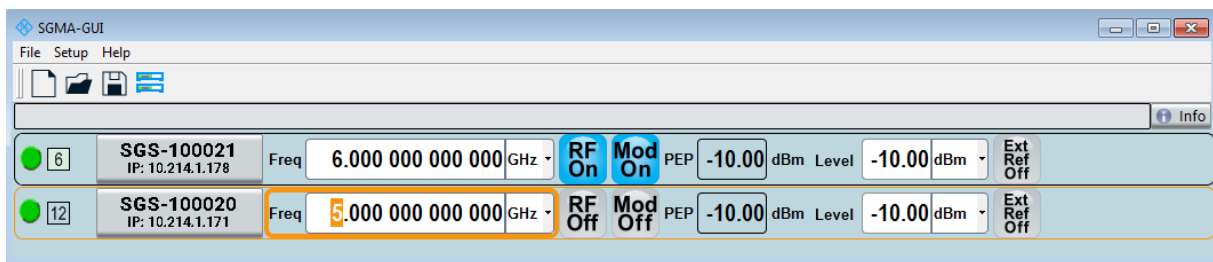 SGMA-GUI
File Setup Help
Info
6 SGS-100021 IP: 10.214.1.178 Freq 6.000 000 000 000 GHz RF On Mod On PEP -10.00 dBm Level -10.00 dBm Ext Ref Off
12 SGS-100020 IP: 10.214.1.171 Freq 5.000 000 000 000 GHz RF Off Mod Off PEP -10.00 dBm Level -10.00 dBm Ext Ref Off